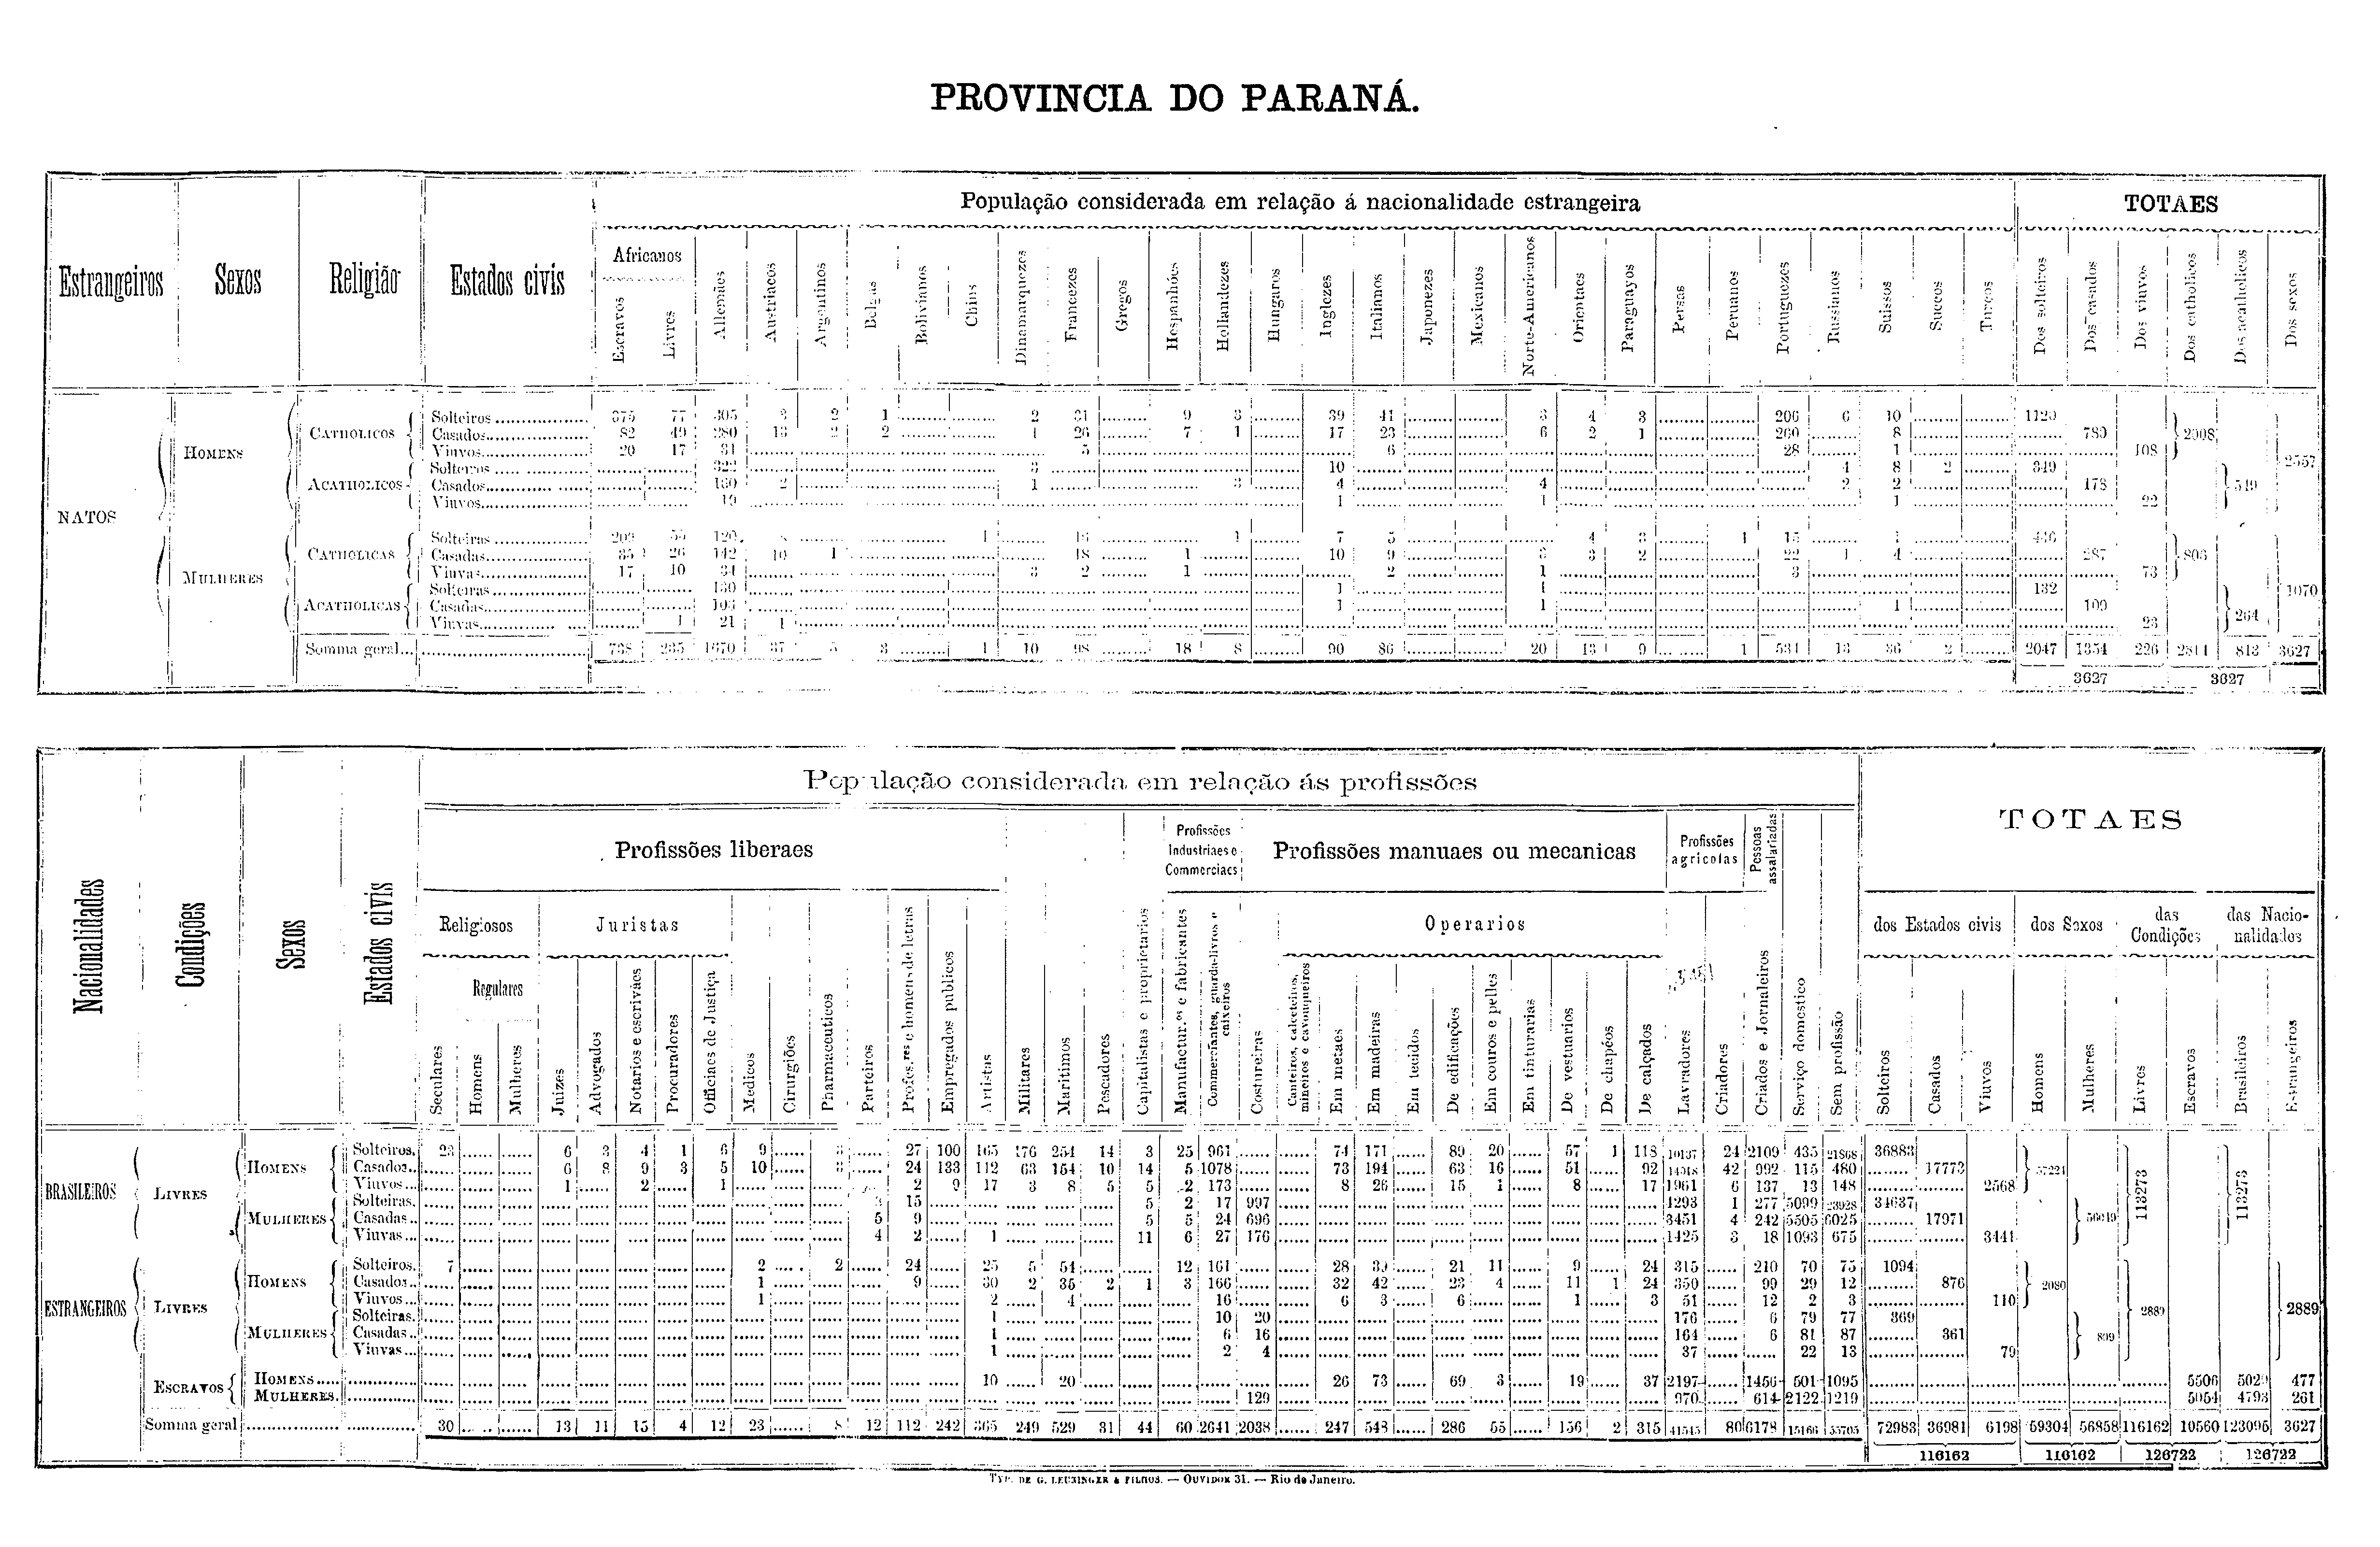 PROVINCIA DO PARANÁ.
Estrangeiros Sexos Religião Estados civis População considerada em relação á nacionalidade estrangeira TOTAES
Africanos
Escravos Livres Allemães Austriacos Argentinos Belgas Bolivianos Chins Dinamarquezes Francezes Gregos Hespanhóes Hollandezes Hungaros Inglezes Italianos Japonezes Mexicanos Norte-Americanos Orientaes Paraguayos Persas Peruanos Portuguezes Russianos Suissos Suecos Turcos Dos solteiros Dos casados Dos viuvos Dos catholicos Dos acatholicos Dos sexos
NATOS
HOMENS
CATHOLICOS
Solteiros 375 77 305 3 2 1 2 31 9 3 39 41 3 4 3 206 6 10 1120
Casados 82 49 280 13 2 2 1 26 7 1 17 23 6 2 1 260 8 780
Viuvos 20 17 31 5 6 28 1 108
2008
ACATHOLICOS
Solteiros 322 3 10 4 8 2 349
Casados 160 2 1 3 4 4 2 2 178
Viuvos 19 1 1 1 22
549
2557
MULHERES
CATHOLICAS
Solteiras 209 55 120 1 1 7 5 4 3 1 15 1 446
Casadas 35 26 142 10 1 18 1 10 9 3 3 2 22 1 4 287
Viuvas 17 10 34 3 2 1 2 1 3 73
806
ACATHOLICAS
Solteiras 130 1 1 132
Casadas 1 1 1 109
Viuvas 1 21 1 23
264
1070
Somma geral 738 235 1670 37 5 3 1 10 98 18 8 90 86 20 13 9 1 534 13 36 2 2047 1354 226 2814 813 3627
3627 3627
População considerada em relação ás profissões
TOTAES
Nacionalidades Condições Sexos Estados civis
Profissões liberaes
Profissões Industriaes e Commerciaes
Profissões manuaes ou mecanicas
Profissões agricolas
Pessoas assalariadas
Religiosos Juristas Operarios dos Estados civis dos Sexos das Condições das Nacionalidades
Regulares
Seculares Homens Mulheres Juizes Advogados Notarios e escrivães Procuradores Officiaes de Justiça Medicos Cirurgiões Pharmaceuticos Parteiros Profes.res e homens de letras Empregados publicos Artistas Militares Maritimos Pescadores Capitalistas e proprietarios Manufactur.es e fabricantes Commerciantes, guarda-livros e caixeiros Costureiras Canteiros, calceteiros, mineiros e cavouqueiros Em metaes Em madeiras Em tecidos De edificações Em couros e pelles Em tinturarias De vestuarios De chapéos De calçados Lavradores Criadores Criados e Jornaleiros Serviço domestico Sem profissão Solteiros Casados Viuvos Homens Mulheres Livres Escravos Brasileiros Estrangeiros
BRASILEIROS LIVRES
HOMENS
Solteiros. 23 6 3 4 1 6 9 3 27 100 165 176 254 14 3 25 961 74 171 89 20 57 1 118 10137 24 2109 435 21868 36883
Casados 6 8 9 3 5 10 3 24 133 112 63 154 10 14 5 1078 73 194 63 16 51 92 14518 42 992 115 480 17773
Viuvos 1 2 1 2 9 17 3 8 5 5 2 173 8 26 15 1 8 17 1961 6 137 13 148 2568
57224
MULHERES
Solteiras. 3 15 5 2 17 997 4293 1 277 5099 23928 34637
Casadas 5 9 5 5 24 696 3451 4 242 5505 6025 17971
Viuvas 4 2 1 11 6 27 176 1425 3 18 1093 675 3441
56049
113273 113273
ESTRANGEIROS LIVRES
HOMENS
Solteiros. 7 2 2 24 25 5 54 12 161 28 21 11 9 24 315 210 70 75 1094
Casados 1 9 30 2 35 2 1 3 166 32 42 23 4 11 1 24 350 99 29 12 876
Viuvos 1 2 4 16 6 3 6 1 3 51 12 2 3 110
2080
MULHERES
Solteiras. 1 10 20 176 6 79 77 369
Casadas 1 6 16 164 6 81 87 361
Viuvas 1 2 4 37 22 13 79
809
2889 2889
ESCRAVOS
HOMENS 10 20 26 73 69 3 19 37 2197 1456 501 1095 5506 5029 477
MULHERES 129 970 614 2122 1219 5054 4793 261
Somma geral 30 13 11 15 4 12 23 8 12 112 242 365 249 529 31 44 60 2641 2038 247 548 286 55 156 2 315 41545 80 6178 15166 55705 72983 36981 6198 59304 56858 116162 10560 123095 3627
116162 116162 126722 126722
TYP. DE G. LEUZINGER & FILHOS. — OUVIDOR 31. — Rio de Janeiro.